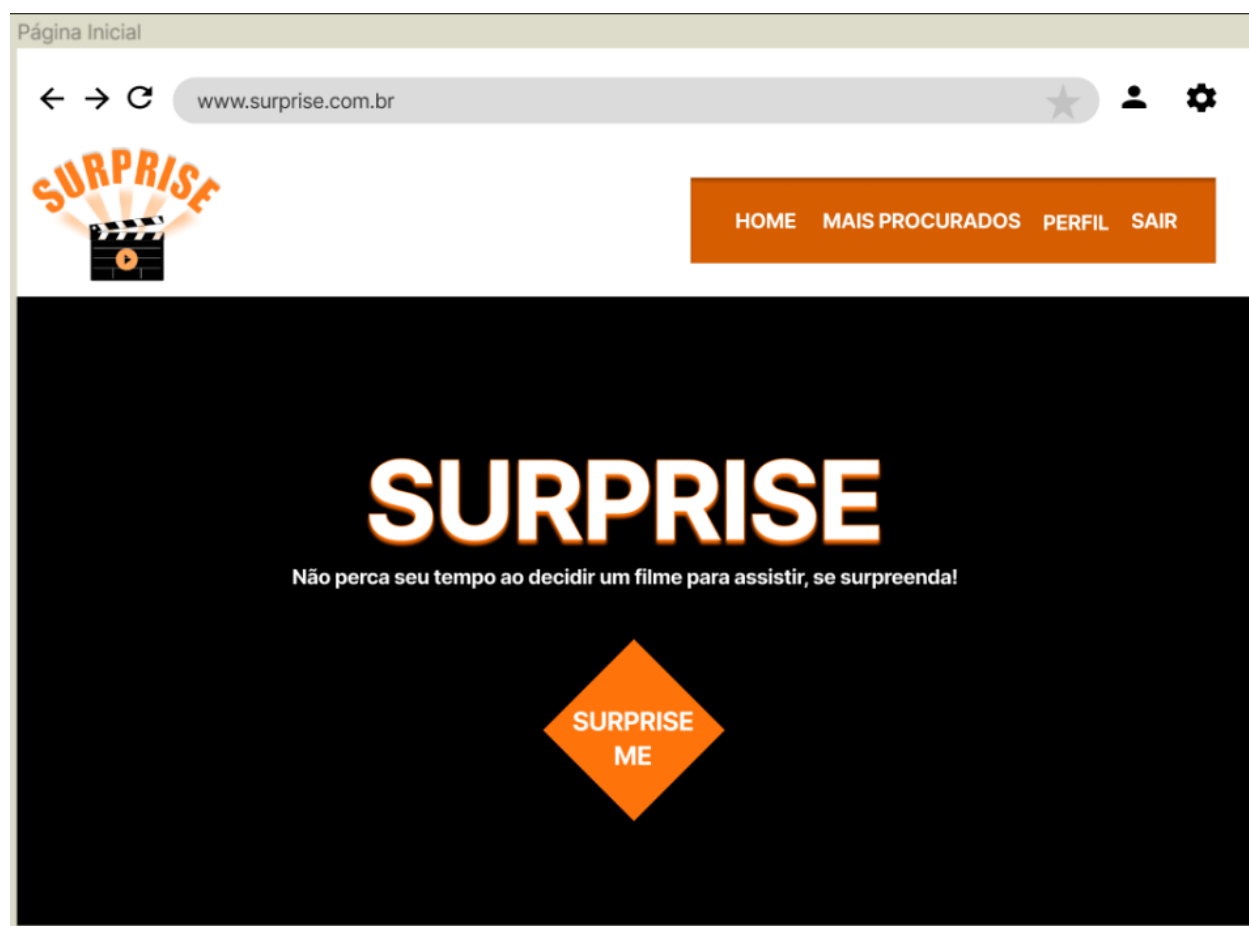 Página Inicial
www.surprise.com.br
SURPRISE
HOME MAIS PROCURADOS PERFIL SAIR
SURPRISE
Não perca seu tempo ao decidir um filme para assistir, se surpreenda!
SURPRISE
ME